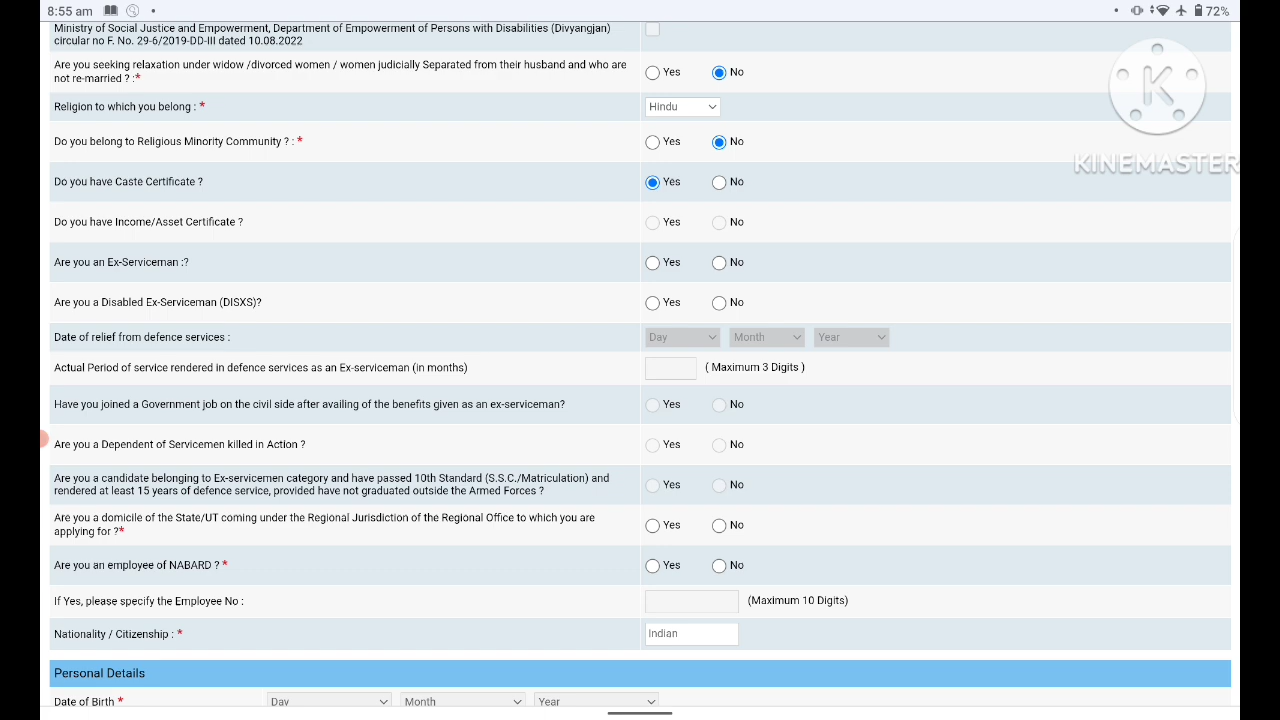 8:55 am
72%
Ministry of Social Justice and Empowerment, Department of Empowerment of Persons with Disabilities (Divyangjan)
circular no F. No. 29-6/2019-DD-III dated 10.08.2022
Are you seeking relaxation under widow /divorced women / women judicially Separated from their husband and who are
not re-married ? :*
Yes No
Religion to which you belong : *
Hindu
Do you belong to Religious Minority Community ? : *
Yes No
Do you have Caste Certificate ?
Yes No
Do you have Income/Asset Certificate ?
Yes No
Are you an Ex-Serviceman :?
Yes No
Are you a Disabled Ex-Serviceman (DISXS)?
Yes No
Date of relief from defence services :
Day Month Year
Actual Period of service rendered in defence services as an Ex-serviceman (in months)
( Maximum 3 Digits )
Have you joined a Government job on the civil side after availing of the benefits given as an ex-serviceman?
Yes No
Are you a Dependent of Servicemen killed in Action ?
Yes No
Are you a candidate belonging to Ex-servicemen category and have passed 10th Standard (S.S.C./Matriculation) and
rendered at least 15 years of defence service, provided have not graduated outside the Armed Forces ?
Yes No
Are you a domicile of the State/UT coming under the Regional Jurisdiction of the Regional Office to which you are
applying for ?*
Yes No
Are you an employee of NABARD ? *
Yes No
If Yes, please specify the Employee No :
(Maximum 10 Digits)
Nationality / Citizenship : *
Indian
Personal Details
Date of Birth *
Day Month Year
K
KINEMASTER